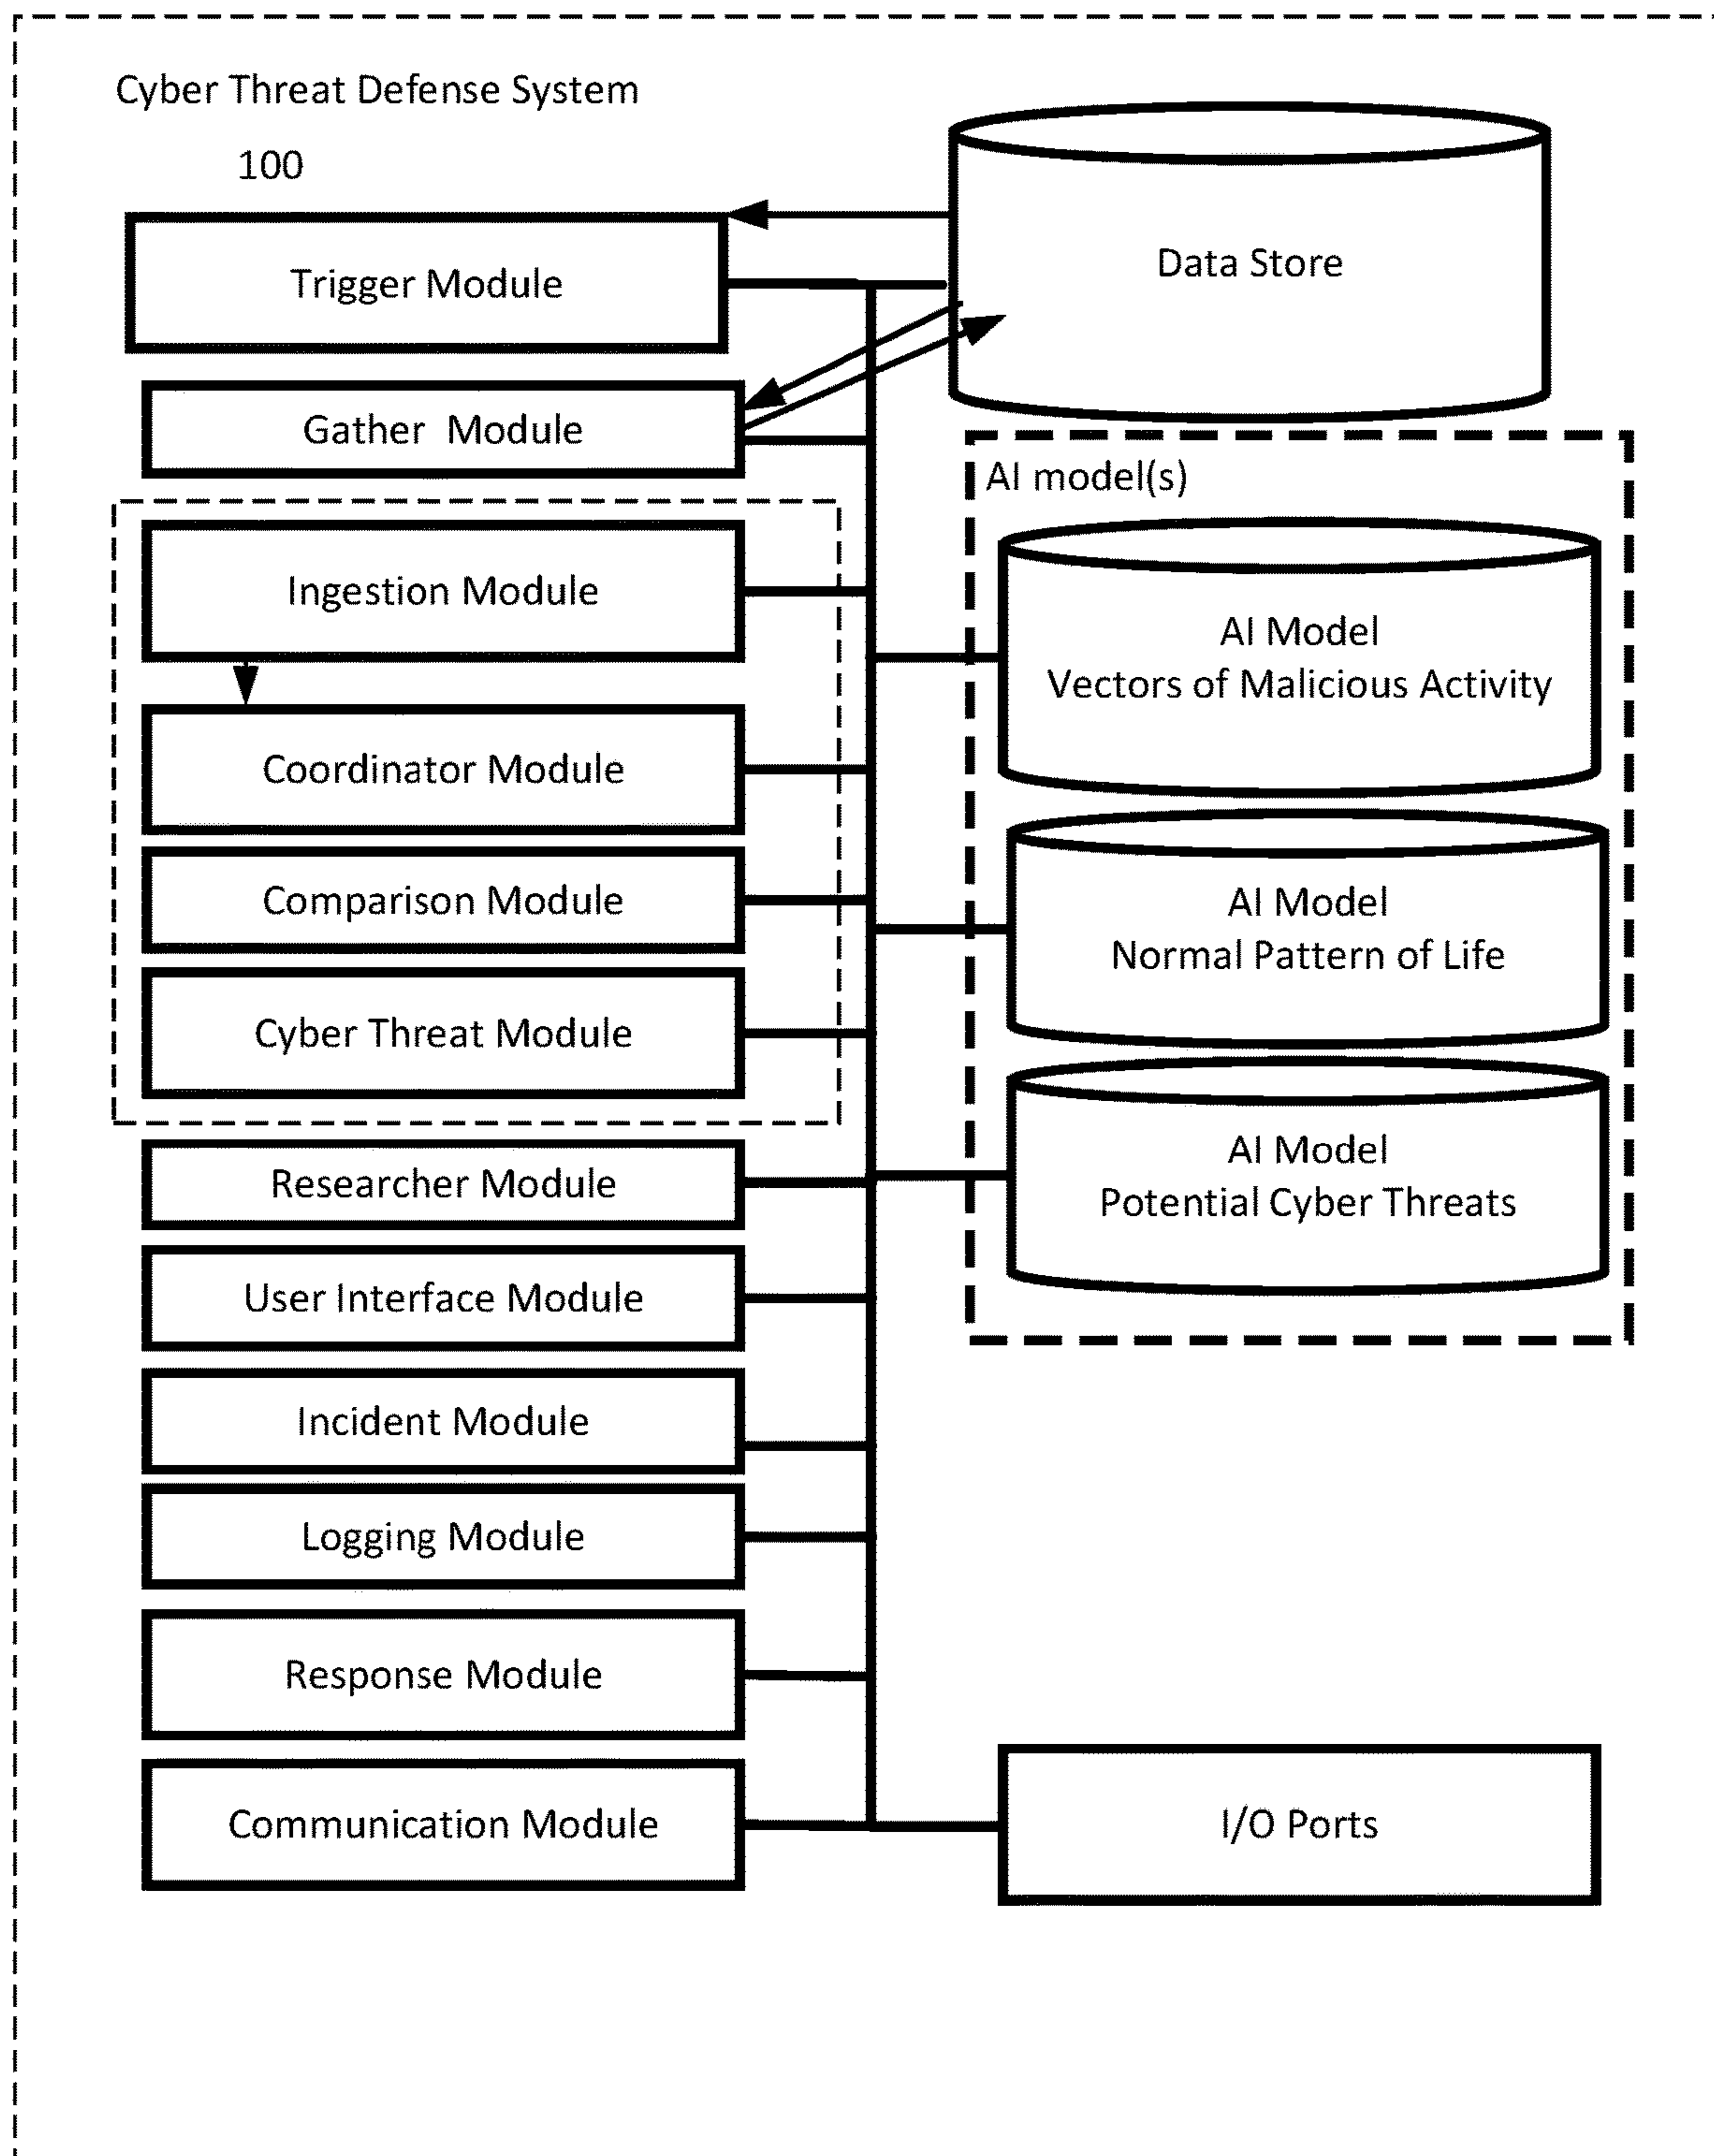 Cyber Threat Defense System
100
Trigger Module
Data Store
Gather Module
AI model(s)
Ingestion Module
AI Model
Vectors of Malicious Activity
Coordinator Module
Comparison Module
AI Model
Normal Pattern of Life
Cyber Threat Module
AI Model
Potential Cyber Threats
Researcher Module
User Interface Module
Incident Module
Logging Module
Response Module
Communication Module
I/O Ports